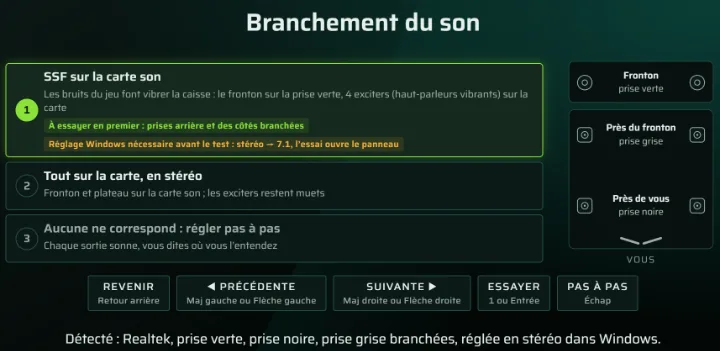 Branchement du son
1
SSF sur la carte son
Les bruits du jeu font vibrer la caisse : le fronton sur la prise verte, 4 exciters (haut-parleurs vibrants) sur la
carte
À essayer en premier : prises arrière et des côtés branchées
Réglage Windows nécessaire avant le test : stéréo → 7.1, l'essai ouvre le panneau
2
Tout sur la carte, en stéréo
Fronton et plateau sur la carte son ; les exciters restent muets
3
Aucune ne correspond : régler pas à pas
Chaque sortie sonne, vous dites où vous l'entendez
Fronton
prise verte
Près du fronton
prise grise
Près de vous
prise noire
VOUS
REVENIR
Retour arrière
◀ PRÉCÉDENTE
Maj gauche ou Flèche gauche
SUIVANTE ▶
Maj droite ou Flèche droite
ESSAYER
1 ou Entrée
PAS À PAS
Échap
Détecté : Realtek, prise verte, prise noire, prise grise branchées, réglée en stéréo dans Windows.